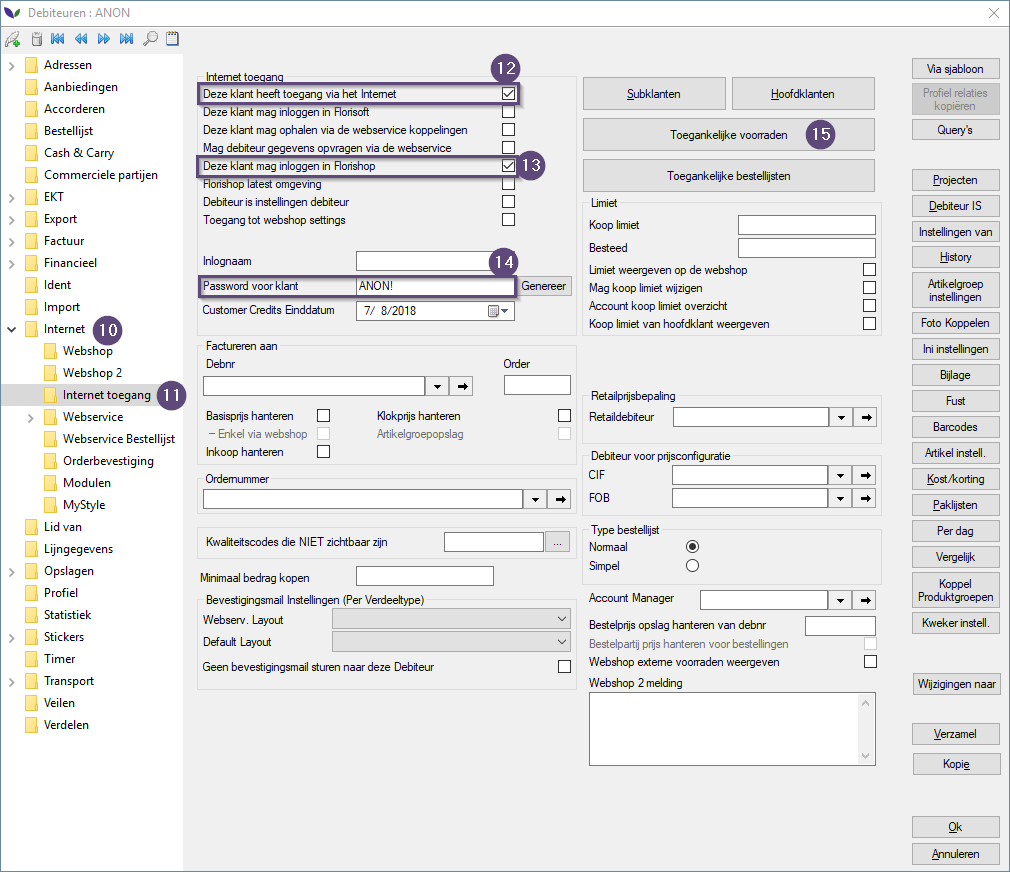 Debiteuren : ANON
Adressen
Aanbiedingen
Accorderen
Bestellijst
Cash & Carry
Commerciele partijen
EKT
Export
Factuur
Financieel
Ident
Import
Internet 10
Webshop
Webshop 2
Internet toegang 11
Webservice
Webservice Bestellijst
Orderbevestiging
Modulen
MyStyle
Lid van
Lijngegevens
Opslagen
Profiel
Statistiek
Stickers
Timer
Transport
Veilen
Verdelen
Internet toegang
12
Deze klant heeft toegang via het Internet
Deze klant mag inloggen in Florisoft
Deze klant mag ophalen via de webservice koppelingen
Mag debiteur gegevens opvragen via de webservice
Deze klant mag inloggen in Florishop 13
Florishop latest omgeving
Debiteur is instellingen debiteur
Toegang tot webshop settings
Inlognaam
14
Password voor klant ANON! Genereer
Customer Credits Einddatum 7/ 8/2018
Factureren aan
Debnr Order
Basisprijs hanteren Klokprijs hanteren
– Enkel via webshop Artikelgroepopslag
Inkoop hanteren
Ordernummer
Kwaliteitscodes die NIET zichtbaar zijn ...
Minimaal bedrag kopen
Bevestigingsmail Instellingen (Per Verdeeltype)
Webserv. Layout
Default Layout
Geen bevestigingsmail sturen naar deze Debiteur
Subklanten Hoofdklanten
Toegankelijke voorraden 15
Toegankelijke bestellijsten
Limiet
Koop limiet
Besteed
Limiet weergeven op de webshop
Mag koop limiet wijzigen
Account koop limiet overzicht
Koop limiet van hoofdklant weergeven
Retailprijsbepaling
Retaildebiteur
Debiteur voor prijsconfiguratie
CIF
FOB
Type bestellijst
Normaal
Simpel
Account Manager
Bestelprijs opslag hanteren van debnr
Bestelpartij prijs hanteren voor bestellingen
Webshop externe voorraden weergeven
Webshop 2 melding
Via sjabloon
Profiel relaties
kopiëren
Query's
Projecten
Debiteur IS
Instellingen van
History
Artikelgroep
instellingen
Foto Koppelen
Ini instellingen
Bijlage
Fust
Barcodes
Artikel instell.
Kost/korting
Paklijsten
Per dag
Vergelijk
Koppel
Produktgroepen
Kweker instell.
Wijzigingen naar
Verzamel
Kopie
Ok
Annuleren